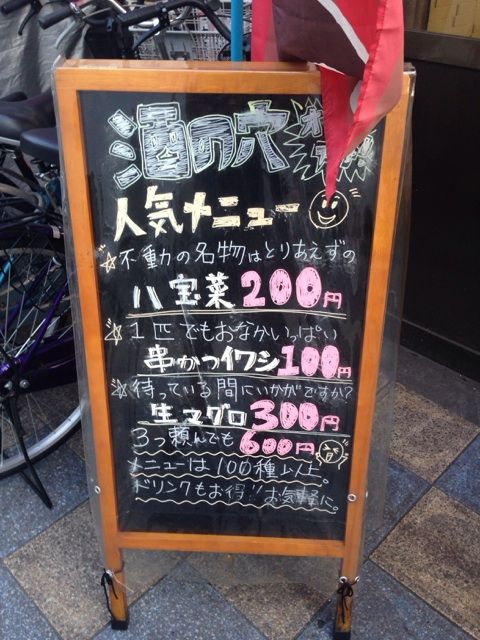 酒の穴
人気メニュー
☆不動の名物はとりあえずの
八宝菜200円
☆1匹でもおなかいっぱい
串かつイワシ100円
☆待っている間にいかがですか?
生マグロ300円
3つ頼んでも600円
メニューは100種
ドリンクもお得!!お気軽に。